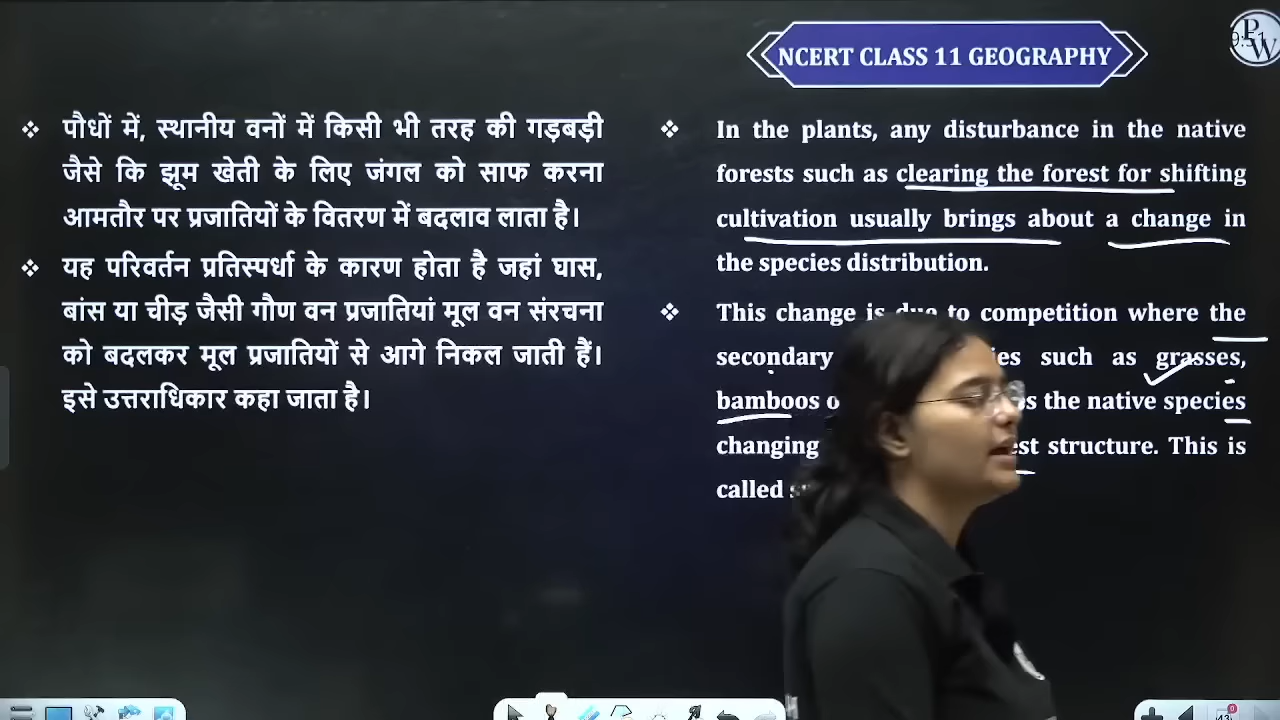 NCERT CLASS 11 GEOGRAPHY
PW
पौधों में, स्थानीय वनों में किसी भी तरह की गड़बड़ी
जैसे कि झूम खेती के लिए जंगल को साफ करना
आमतौर पर प्रजातियों के वितरण में बदलाव लाता है।
यह परिवर्तन प्रतिस्पर्धा के कारण होता है जहां घास,
बांस या चीड़ जैसी गौण वन प्रजातियां मूल वन संरचना
को बदलकर मूल प्रजातियों से आगे निकल जाती हैं।
इसे उत्तराधिकार कहा जाता है।
In the plants, any disturbance in the native
forests such as clearing the forest for shifting
cultivation usually brings about a change in
the species distribution.
This change is due to competition where the
secondary such as grasses,
bamboos the native species
changing structure. This is
called